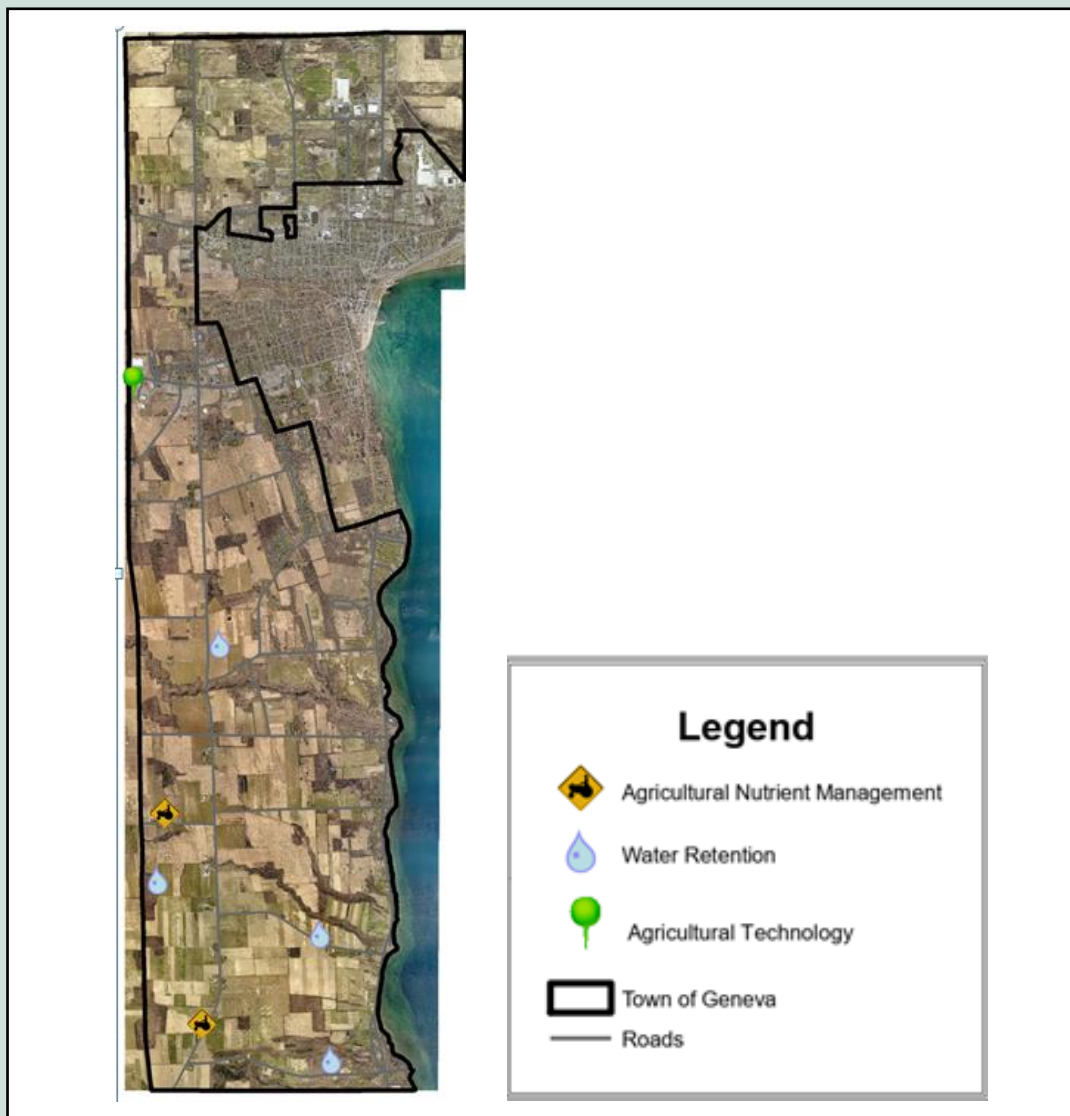 Legend
Agricultural Nutrient Management
Water Retention
Agricultural Technology
Town of Geneva
Roads